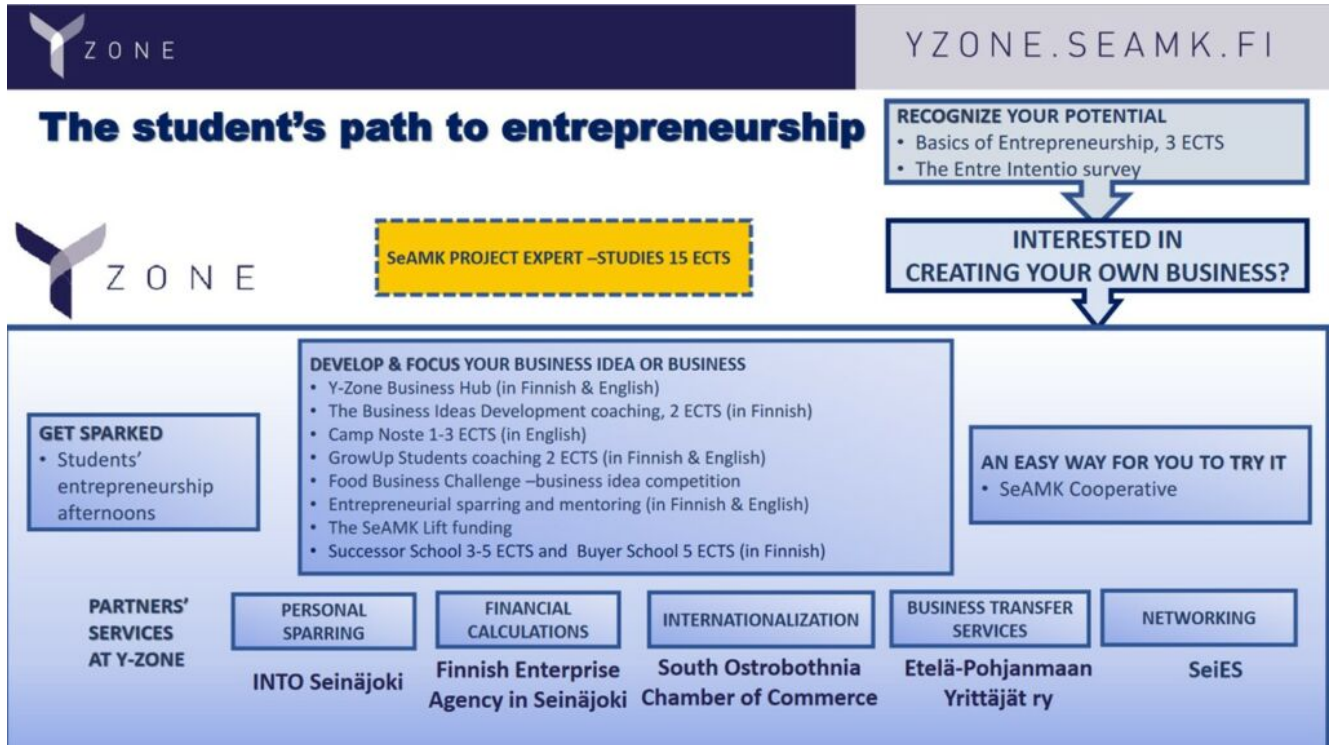 Y ZONE
YZONE.SEAMK.FI
The student's path to entrepreneurship
RECOGNIZE YOUR POTENTIAL
• Basics of Entrepreneurship, 3 ECTS
• The Entre Intentio survey
Y ZONE
SeAMK PROJECT EXPERT –STUDIES 15 ECTS
INTERESTED IN
CREATING YOUR OWN BUSINESS?
GET SPARKED
• Students'
entrepreneurship
afternoons
DEVELOP & FOCUS YOUR BUSINESS IDEA OR BUSINESS
• Y-Zone Business Hub (in Finnish & English)
• The Business Ideas Development coaching, 2 ECTS (in Finnish)
• Camp Noste 1-3 ECTS (in English)
• GrowUp Students coaching 2 ECTS (in Finnish & English)
• Food Business Challenge –business idea competition
• Entrepreneurial sparring and mentoring (in Finnish & English)
• The SeAMK Lift funding
• Successor School 3-5 ECTS and Buyer School 5 ECTS (in Finnish)
AN EASY WAY FOR YOU TO TRY IT
• SeAMK Cooperative
PARTNERS'
SERVICES
AT Y-ZONE
PERSONAL
SPARRING
INTO Seinäjoki
FINANCIAL
CALCULATIONS
Finnish Enterprise
Agency in Seinäjoki
INTERNATIONALIZATION
South Ostrobothnia
Chamber of Commerce
BUSINESS TRANSFER
SERVICES
Etelä-Pohjanmaan
Yrittäjät ry
NETWORKING
SeiES